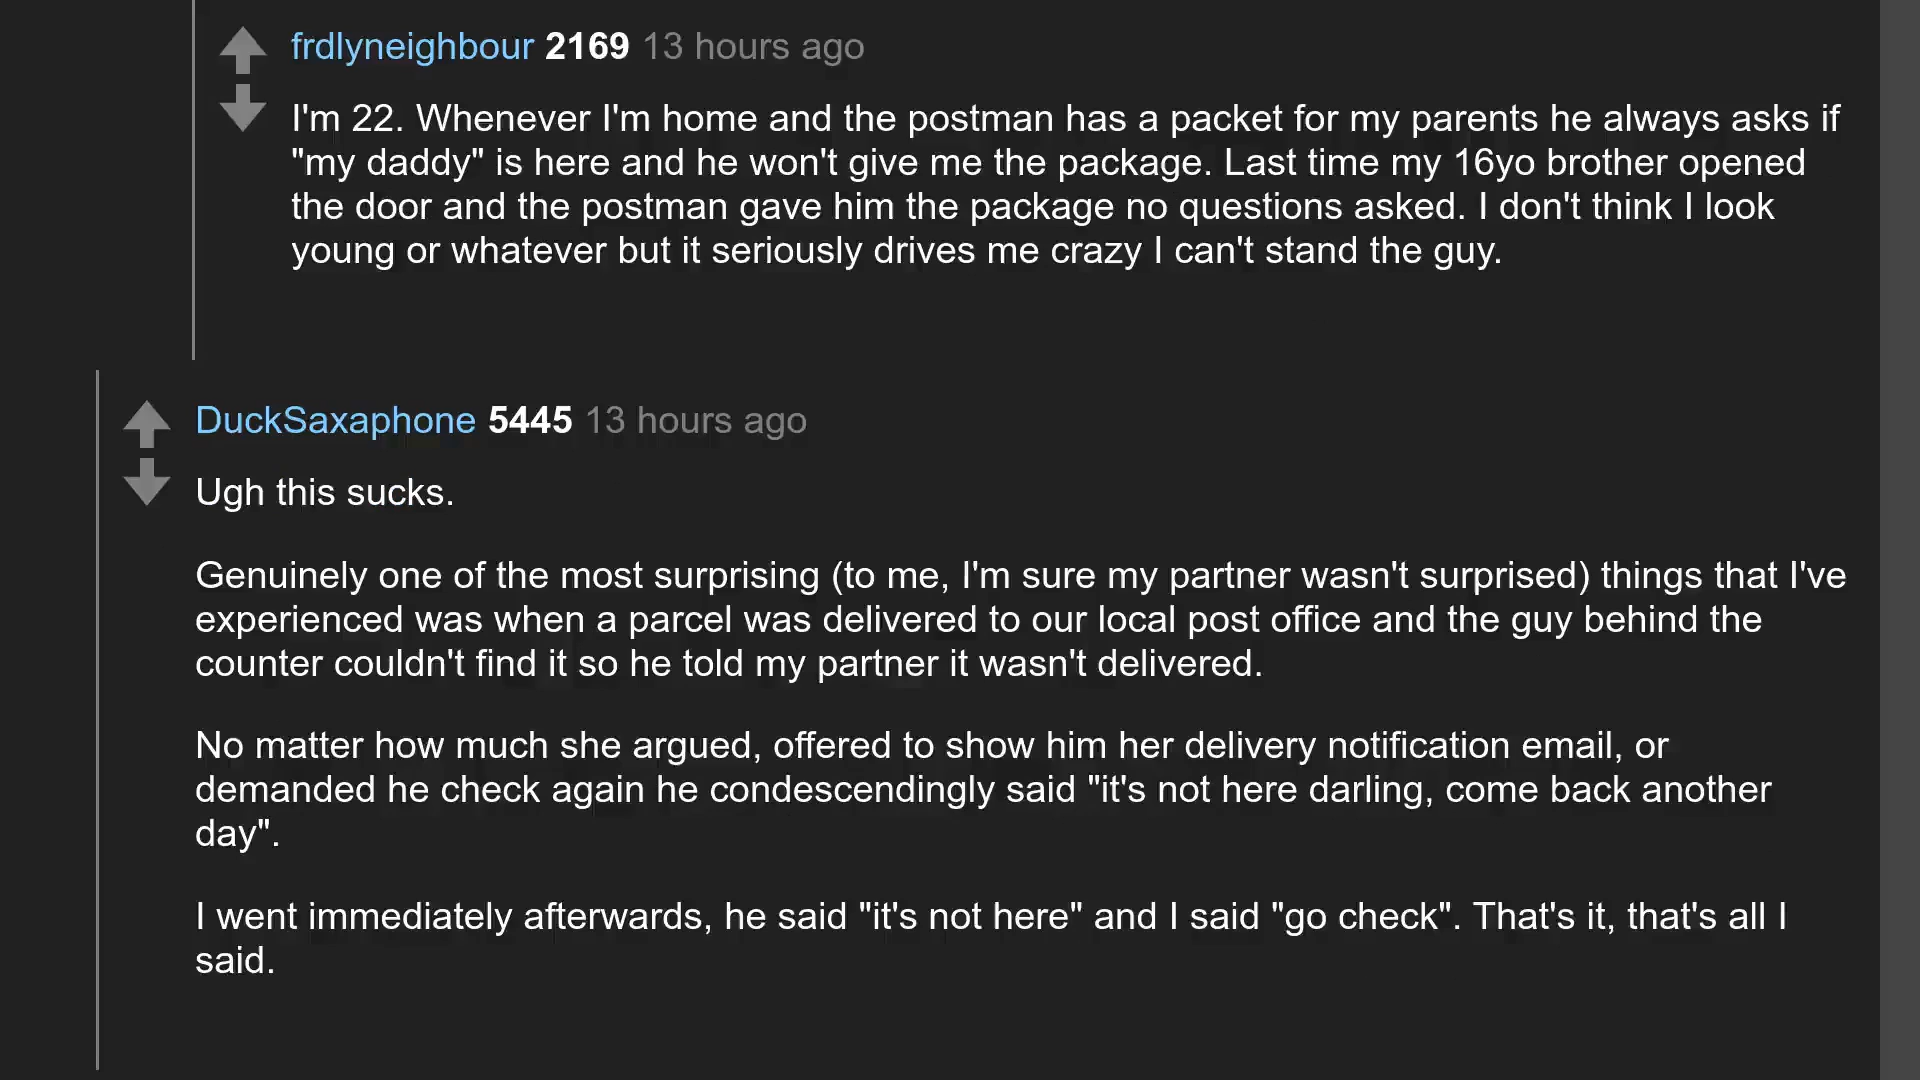 frdlyneighbour 2169 13 hours ago
I'm 22. Whenever I'm home and the postman has a packet for my parents he always asks if
"my daddy" is here and he won't give me the package. Last time my 16yo brother opened
the door and the postman gave him the package no questions asked. I don't think I look
young or whatever but it seriously drives me crazy I can't stand the guy.
DuckSaxaphone 5445 13 hours ago
Ugh this sucks.
Genuinely one of the most surprising (to me, I'm sure my partner wasn't surprised) things that I've
experienced was when a parcel was delivered to our local post office and the guy behind the
counter couldn't find it so he told my partner it wasn't delivered.
No matter how much she argued, offered to show him her delivery notification email, or
demanded he check again he condescendingly said "it's not here darling, come back another
day".
I went immediately afterwards, he said "it's not here" and I said "go check". That's it, that's all I
said.